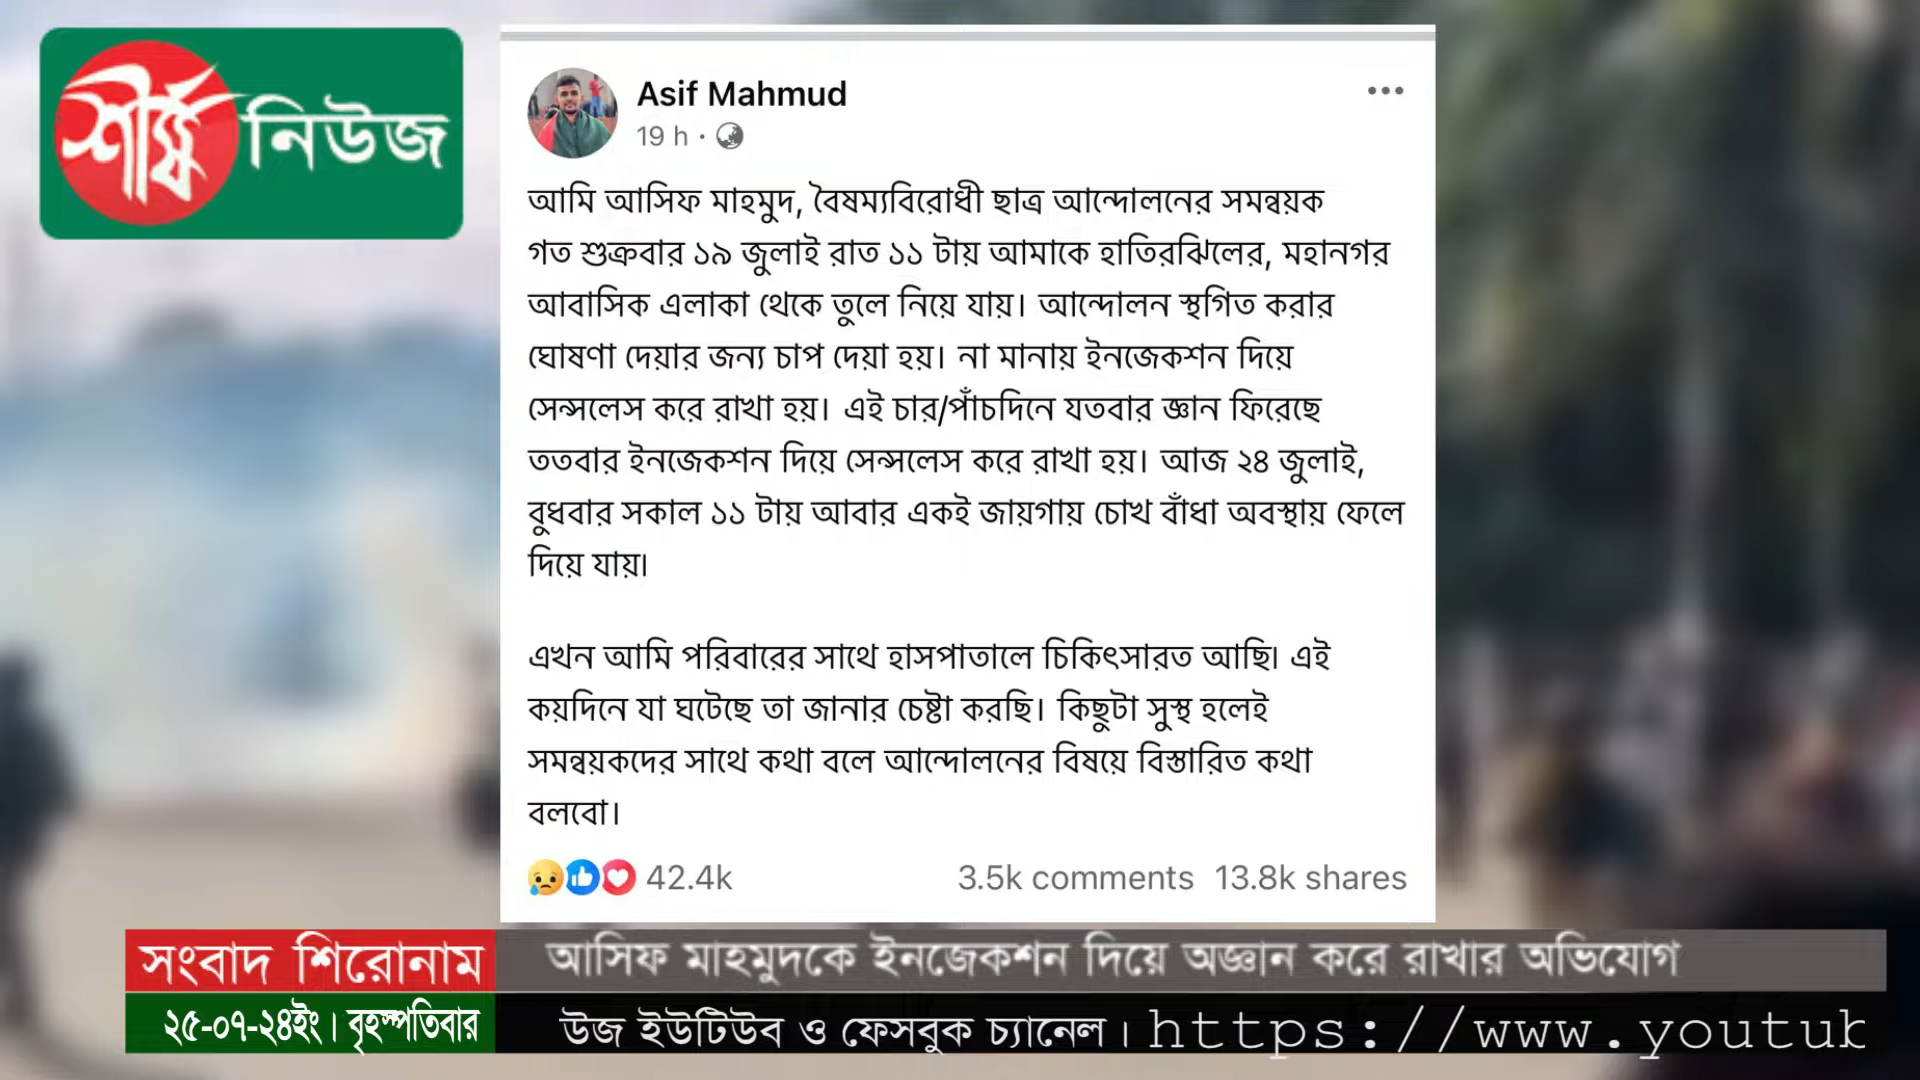 শীর্ষ নিউজ
Asif Mahmud
19 h ·
আমি আসিফ মাহমুদ, বৈষম্যবিরোধী ছাত্র আন্দোলনের সমন্বয়ক
গত শুক্রবার ১৯ জুলাই রাত ১১ টায় আমাকে হাতিরঝিলের, মহানগর
আবাসিক এলাকা থেকে তুলে নিয়ে যায়। আন্দোলন স্থগিত করার
ঘোষণা দেয়ার জন্য চাপ দেয়া হয়। না মানায় ইনজেকশন দিয়ে
সেন্সলেস করে রাখা হয়। এই চার/পাঁচদিনে যতবার জ্ঞান ফিরেছে
ততবার ইনজেকশন দিয়ে সেন্সলেস করে রাখা হয়। আজ ২৪ জুলাই,
বুধবার সকাল ১১ টায় আবার একই জায়গায় চোখ বাঁধা অবস্থায় ফেলে
দিয়ে যায়।
এখন আমি পরিবারের সাথে হাসপাতালে চিকিৎসারত আছি। এই
কয়দিনে যা ঘটেছে তা জানার চেষ্টা করছি। কিছুটা সুস্থ হলেই
সমন্বয়কদের সাথে কথা বলে আন্দোলনের বিষয়ে বিস্তারিত কথা
বলবো।
42.4k 3.5k comments 13.8k shares
সংবাদ শিরোনাম আসিফ মাহমুদকে ইনজেকশন দিয়ে অজ্ঞান করে রাখার অভিযোগ
২৫-০৭-২৪ইং। বৃহস্পতিবার উজ ইউটিউব ও ফেসবুক চ্যানেল। https://www.youtub